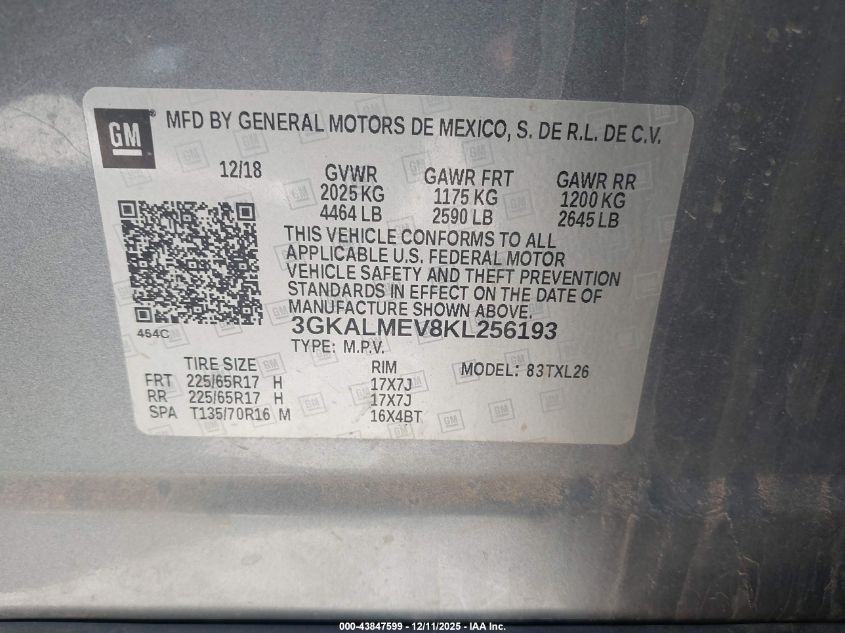 GM
MFD BY GENERAL MOTORS DE MEXICO, S. DE R.L. DE C.V.
12/18
GVWR GAWR FRT GAWR RR
2025 KG 1175 KG 1200 KG
4464 LB 2590 LB 2645 LB
THIS VEHICLE CONFORMS TO ALL
APPLICABLE U.S. FEDERAL MOTOR
VEHICLE SAFETY AND THEFT PREVENTION
STANDARDS IN EFFECT ON THE DATE OF
MANUFACTURE SHOWN ABOVE.
464C
3GKALMEV8KL256193
TYPE: M.P.V.
TIRE SIZE RIM MODEL: 83TXL26
FRT 225/65R17 H 17X7J
RR 225/65R17 H 17X7J
SPA T135/70R16 M 16X4BT
000-43847599 - 12/11/2025 - IAA Inc.